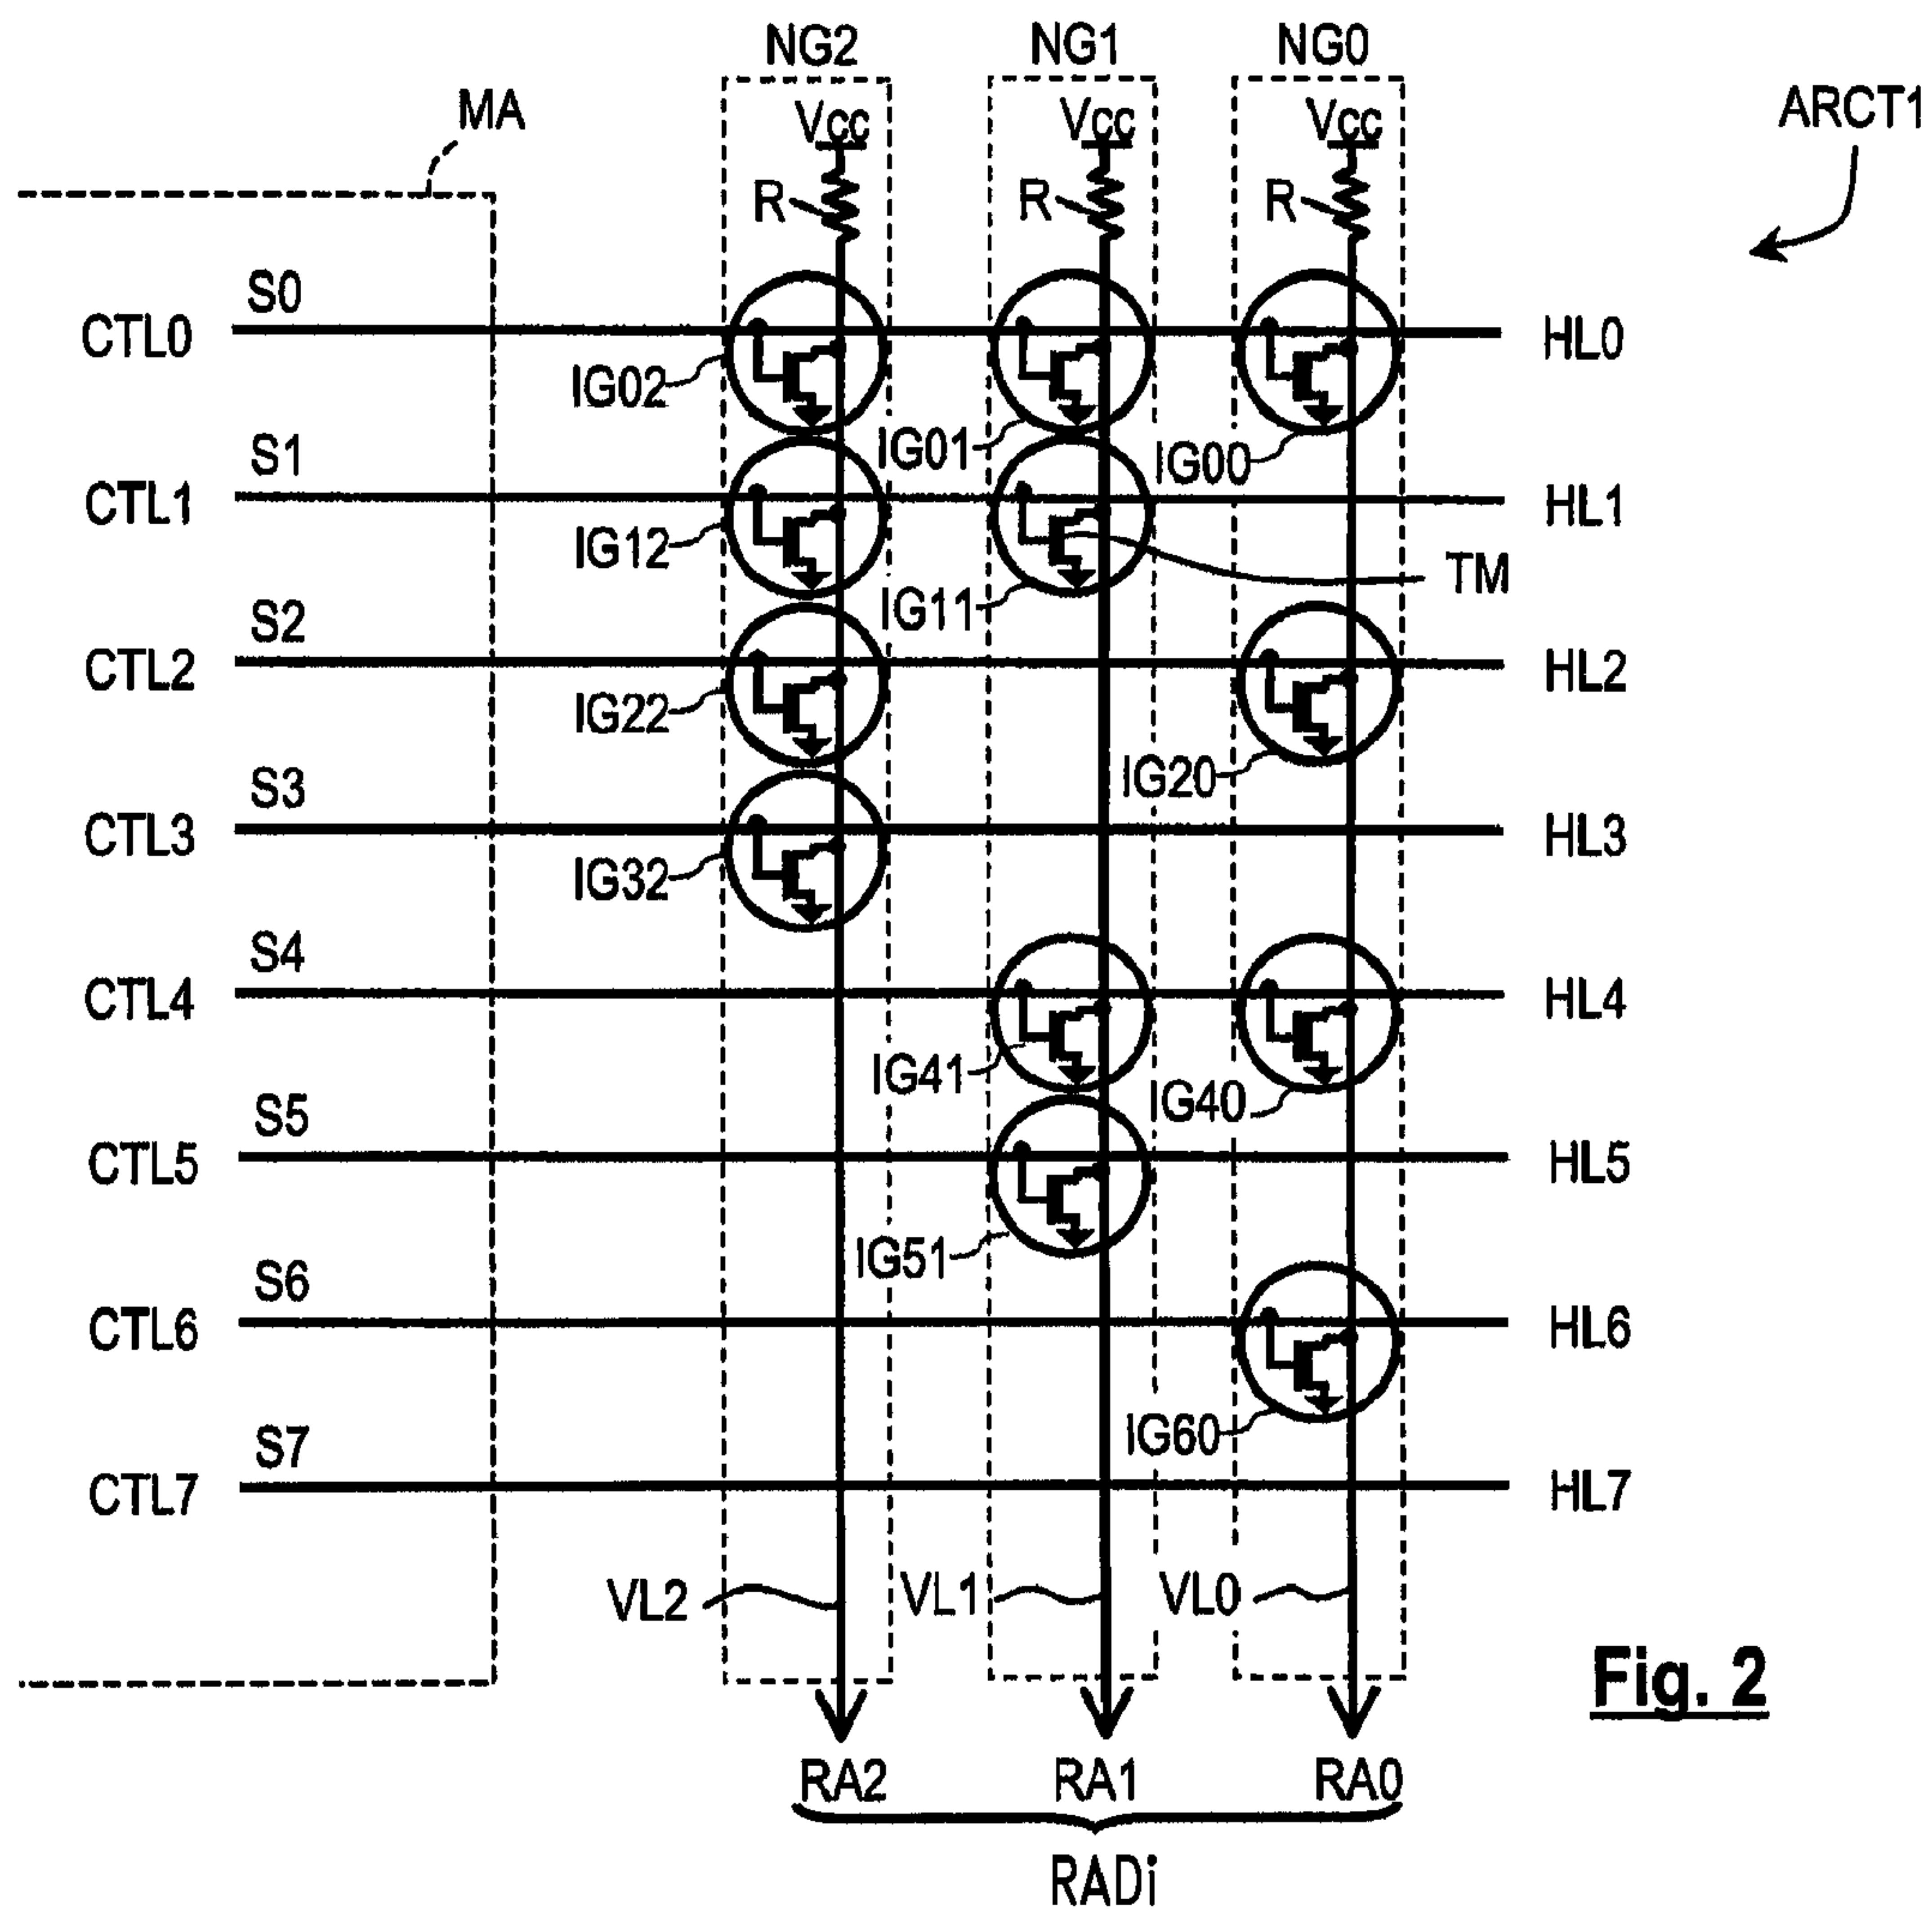 NG2 NG1 NG0
MA Vcc Vcc Vcc ARCT1
R R R
S0
CTL0 HL0
IG02 IG01 IG00
S1
CTL1 HL1
IG12 IG11 TM
S2
CTL2 HL2
IG22 IG20
S3
CTL3 HL3
IG32
S4
CTL4 HL4
IG41 IG40
S5
CTL5 HL5
IG51
S6
CTL6 HL6
IG60
S7
CTL7 HL7
VL2 VL1 VL0
Fig. 2
RA2 RA1 RA0
RADi